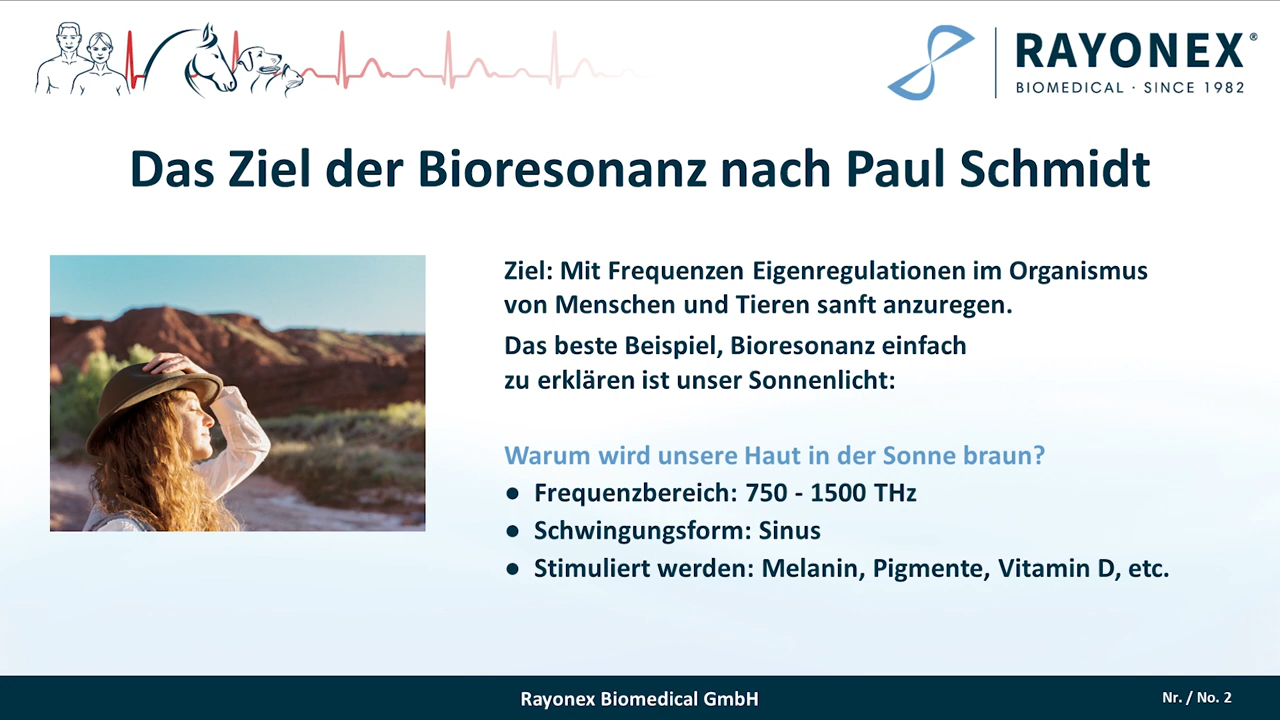 RAYONEX®
BIOMEDICAL · SINCE 1982
Das Ziel der Bioresonanz nach Paul Schmidt
Ziel: Mit Frequenzen Eigenregulationen im Organismus
von Menschen und Tieren sanft anzuregen.
Das beste Beispiel, Bioresonanz einfach
zu erklären ist unser Sonnenlicht:
Warum wird unsere Haut in der Sonne braun?
● Frequenzbereich: 750 - 1500 THz
● Schwingungsform: Sinus
● Stimuliert werden: Melanin, Pigmente, Vitamin D, etc.
Rayonex Biomedical GmbH
Nr. / No. 2